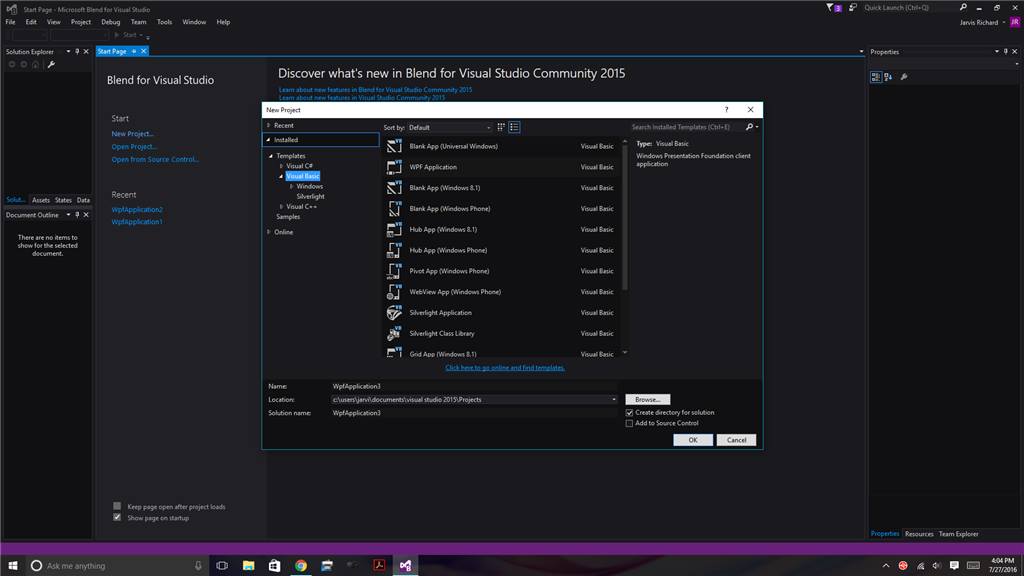 Start Page - Microsoft Blend for Visual Studio
3
Quick Launch (Ctrl+Q)
File Edit View Project Debug Team Tools Window Help
Jarvis Richard JR
Start
Solution Explorer
Start Page
Properties
Blend for Visual Studio
Discover what's new in Blend for Visual Studio Community 2015
Learn about new features in Blend for Visual Studio Community 2015
Learn about new features in Visual Studio Community 2015
Start
New Project...
Open Project...
Open from Source Control...
Recent
WpfApplication2
WpfApplication1
Solut... Assets States Data
Document Outline
There are no items to
show for the selected
document.
New Project
?
Recent
Installed
Templates
Visual C#
Visual Basic
Windows
Silverlight
Visual C++
Samples
Online
Sort by: Default
Search Installed Templates (Ctrl+E)
Blank App (Universal Windows) Visual Basic
WPF Application Visual Basic
Blank App (Windows 8.1) Visual Basic
Blank App (Windows Phone) Visual Basic
Hub App (Windows 8.1) Visual Basic
Hub App (Windows Phone) Visual Basic
Pivot App (Windows Phone) Visual Basic
WebView App (Windows Phone) Visual Basic
Silverlight Application Visual Basic
Silverlight Class Library Visual Basic
Grid App (Windows 8.1) Visual Basic
Type: Visual Basic
Windows Presentation Foundation client
application
Click here to go online and find templates.
Name: WpfApplication3
Location: c:\users\jarvi\documents\visual studio 2015\Projects
Browse...
Solution name: WpfApplication3
Create directory for solution
Add to Source Control
OK Cancel
Keep page open after project loads
Show page on startup
Properties Resources Team Explorer
Ask me anything
4:04 PM
7/27/2016